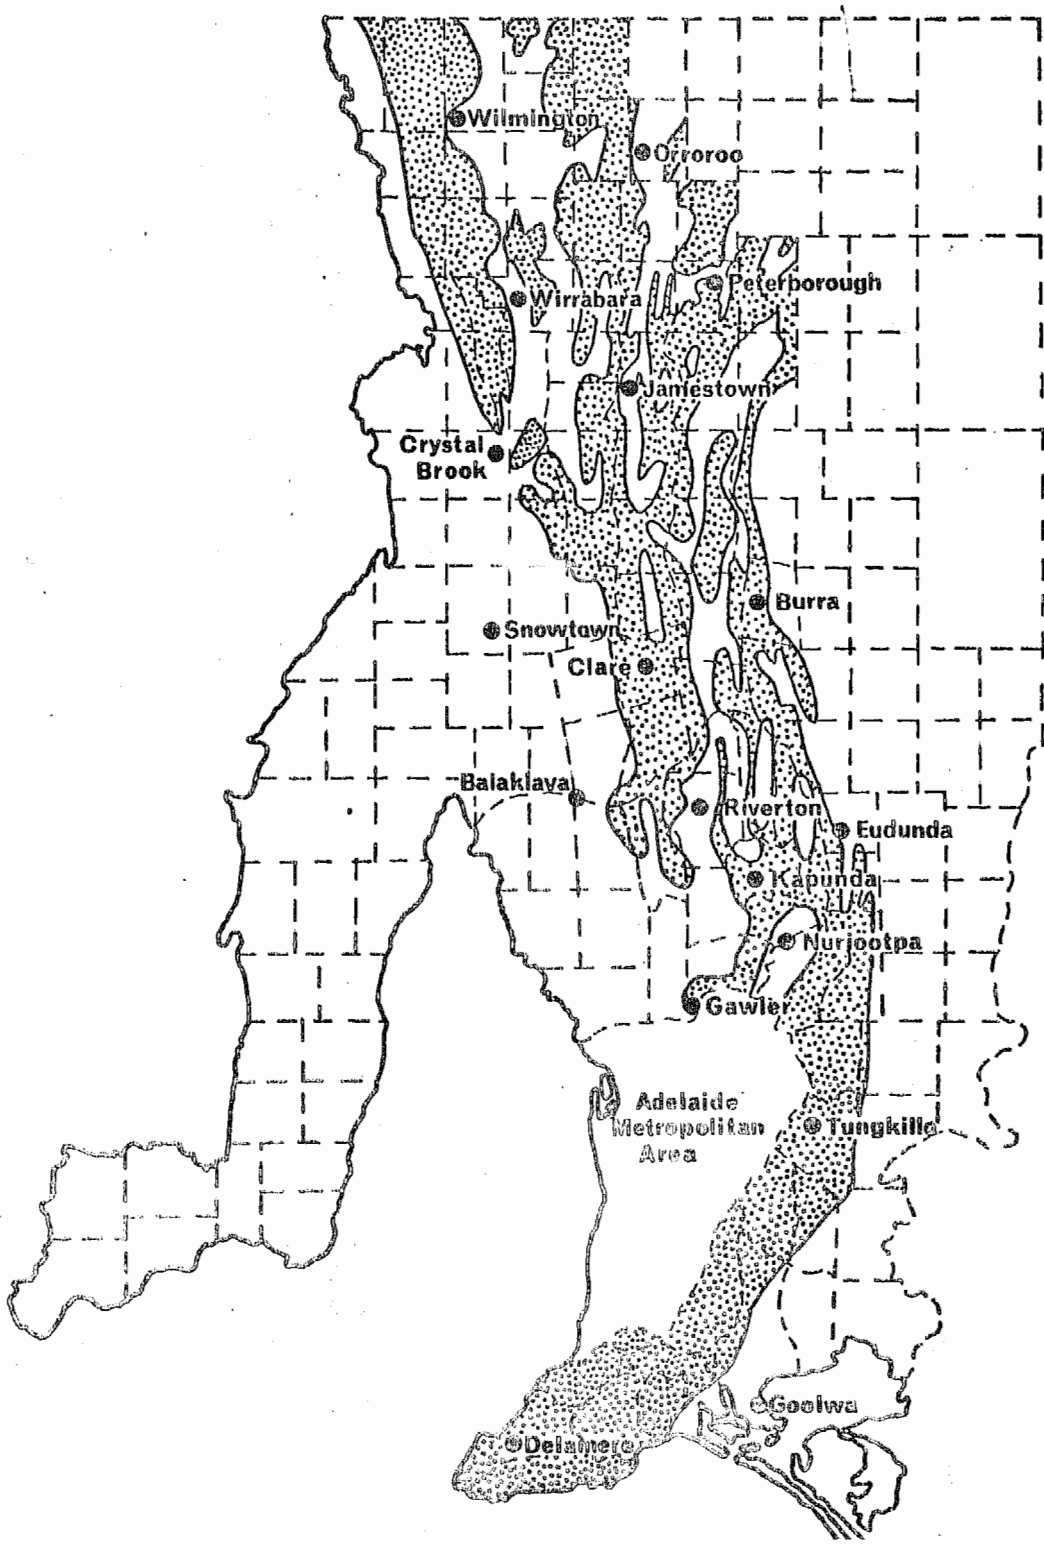 Wilmington
Orroroo
Peterborough
Wirrabara
Jamestown
Crystal
Brook
Burra
Snowtown
Clare
Balaklava
Riverton
Eudunda
Kapunda
Nurjootpa
Gawler
Adelaide
Metropolitan
Area
Tungkillo
Goolwa
Delamere